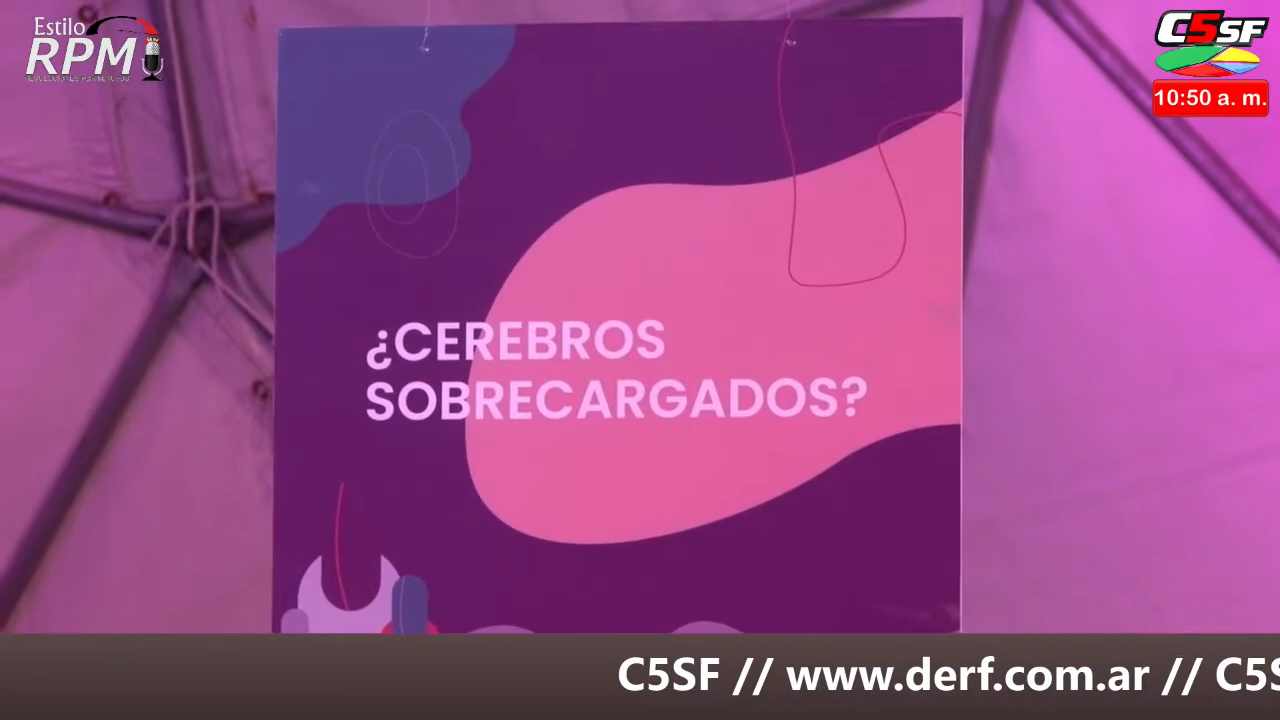 Estilo
RPM
C5SF
10:50 a. m.
¿CEREBROS
SOBRECARGADOS?
C5SF // www.derf.com.ar // C5S